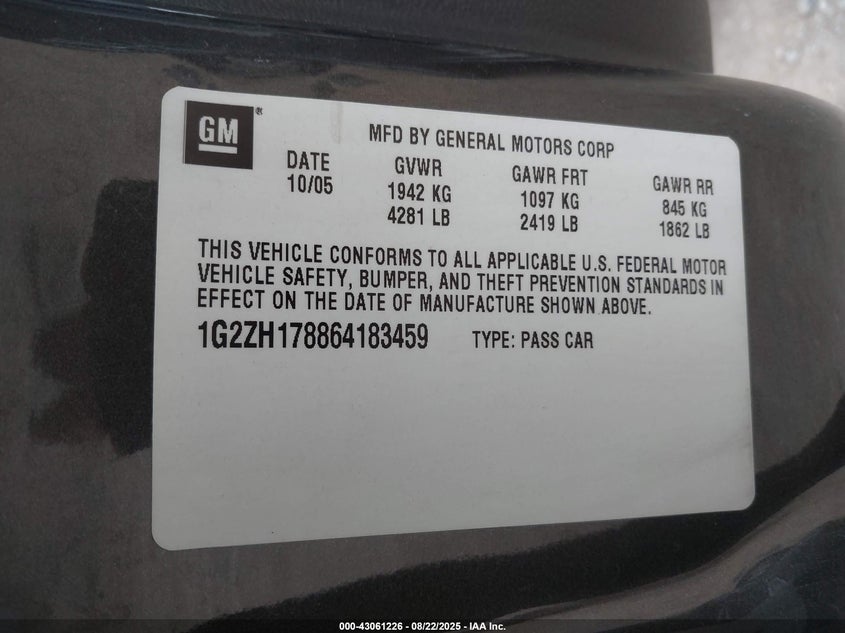 GM®
MFD BY GENERAL MOTORS CORP
DATE GVWR GAWR FRT GAWR RR
10/05 1942 KG 1097 KG 845 KG
4281 LB 2419 LB 1862 LB
THIS VEHICLE CONFORMS TO ALL APPLICABLE U.S. FEDERAL MOTOR
VEHICLE SAFETY, BUMPER, AND THEFT PREVENTION STANDARDS IN
EFFECT ON THE DATE OF MANUFACTURE SHOWN ABOVE.
1G2ZH178864183459 TYPE: PASS CAR
000-43061226 - 08/22/2025 - IAA Inc.